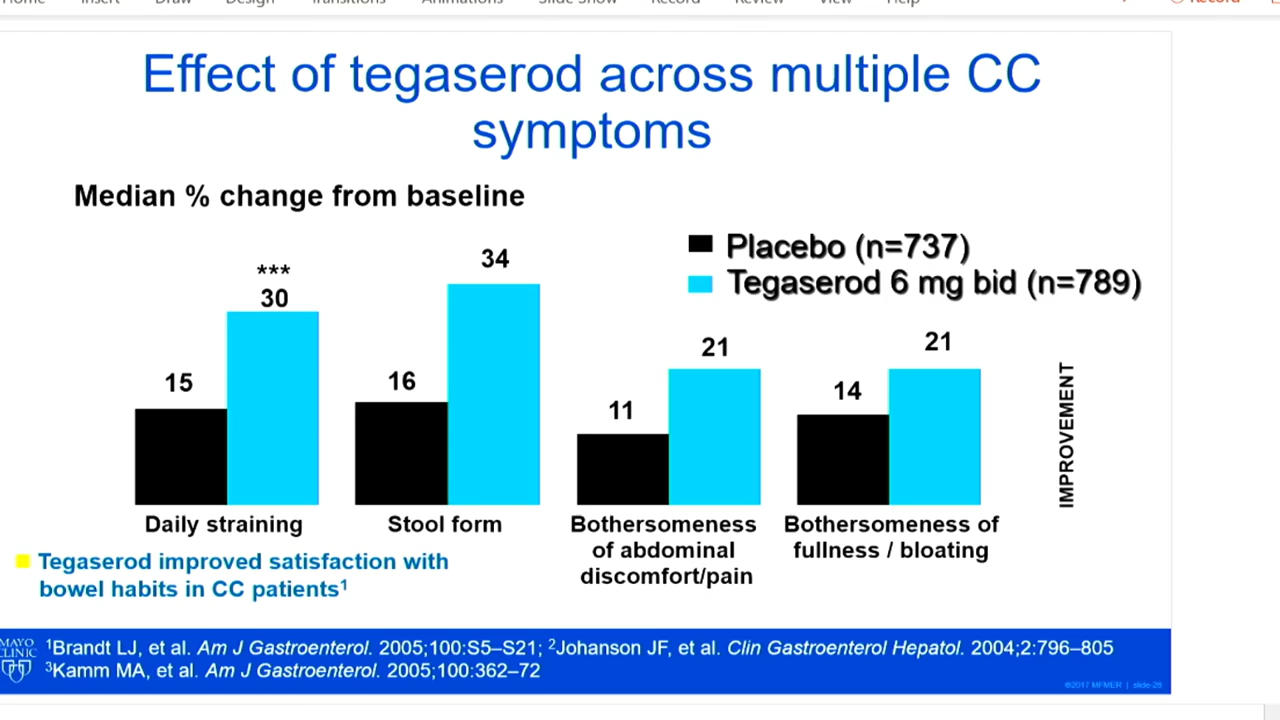 Home Insert Draw Design Transitions Animations Slide Show Record Review View Help Record
Effect of tegaserod across multiple CC
symptoms
Median % change from baseline
Placebo (n=737)
Tegaserod 6 mg bid (n=789)
***
15 30
16 34
11 21
14 21
IMPROVEMENT
Daily straining
Stool form
Bothersomeness
of abdominal
discomfort/pain
Bothersomeness of
fullness / bloating
Tegaserod improved satisfaction with
bowel habits in CC patients¹
MAYO
CLINIC
¹Brandt LJ, et al. Am J Gastroenterol. 2005;100:S5–S21; ²Johanson JF, et al. Clin Gastroenterol Hepatol. 2004;2:796–805
³Kamm MA, et al. Am J Gastroenterol. 2005;100:362–72
©2017 MFMER | slide-28